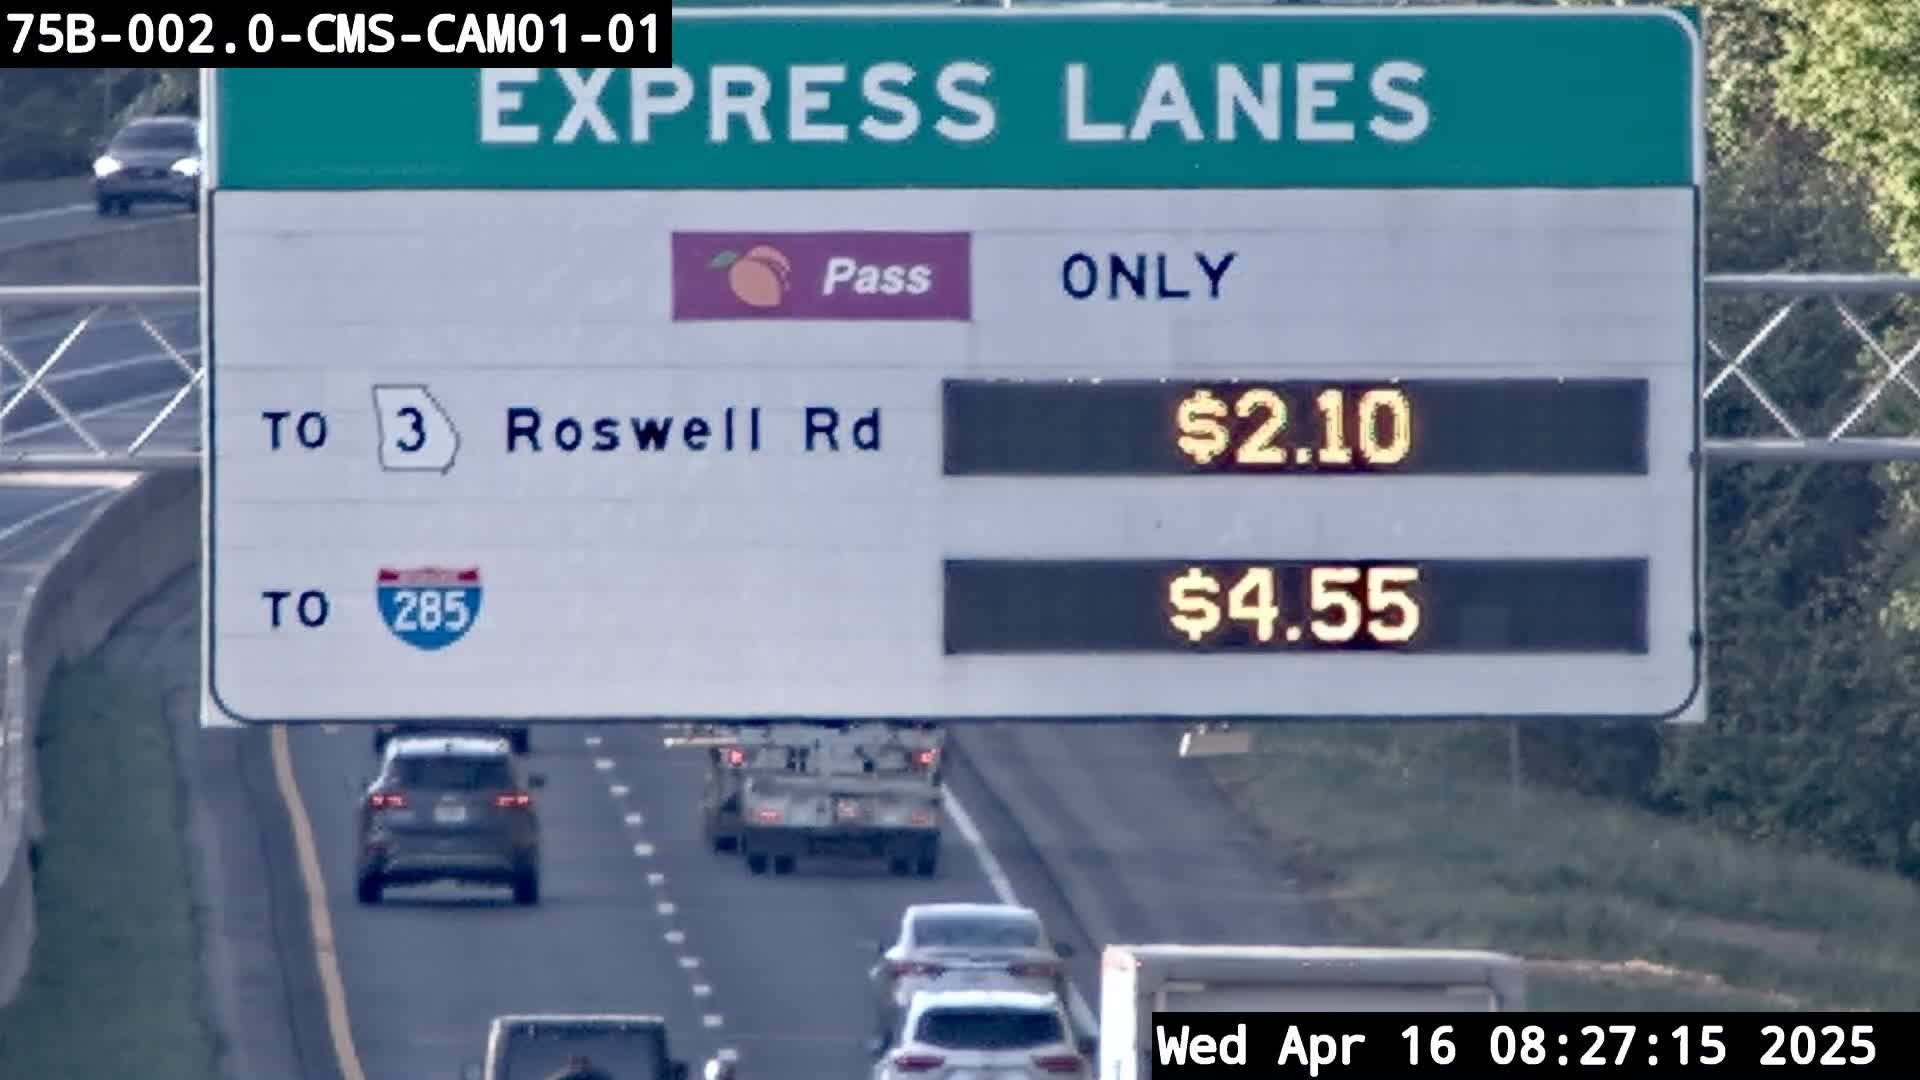 75B-002.0-CMS-CAM01-01
EXPRESS LANES
Pass ONLY
TO 3 Roswell Rd $2.10
TO 285 $4.55
Wed Apr 16 08:27:15 2025